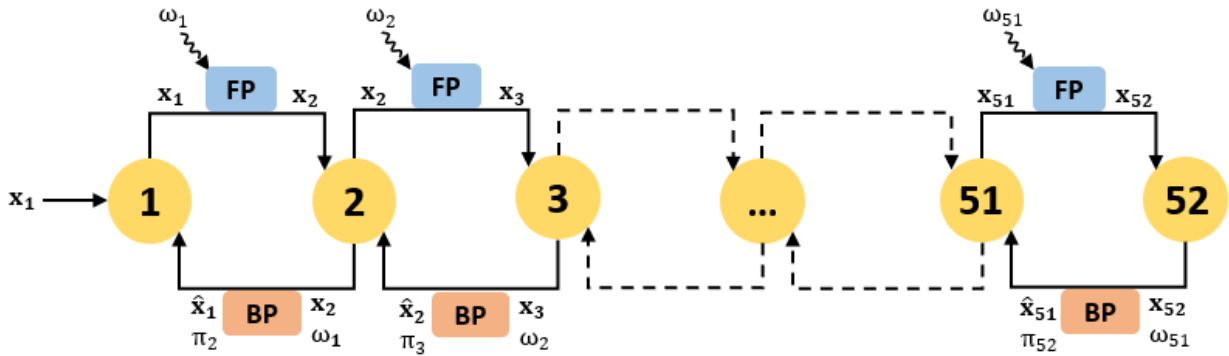 ω₁ ω₂ ω₅₁
FP FP FP
x₁ x₂ x₂ x₃ x₅₁ x₅₂
x₁ 1 2 3 ... 51 52
x̂₁ BP x₂ x̂₂ BP x₃ x̂₅₁ BP x₅₂
π₂ ω₁ π₃ ω₂ π₅₂ ω₅₁